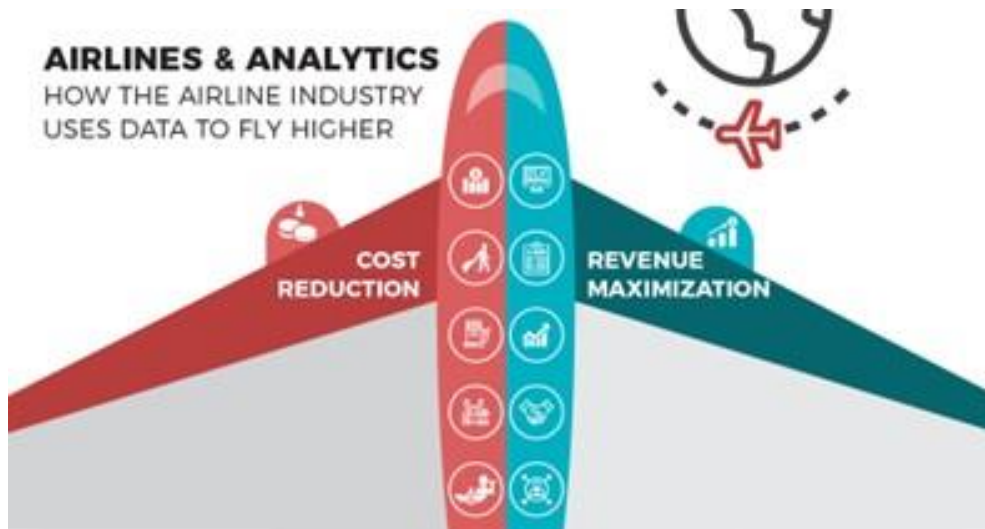 AIRLINES & ANALYTICS
HOW THE AIRLINE INDUSTRY
USES DATA TO FLY HIGHER
COST
REDUCTION
REVENUE
MAXIMIZATION